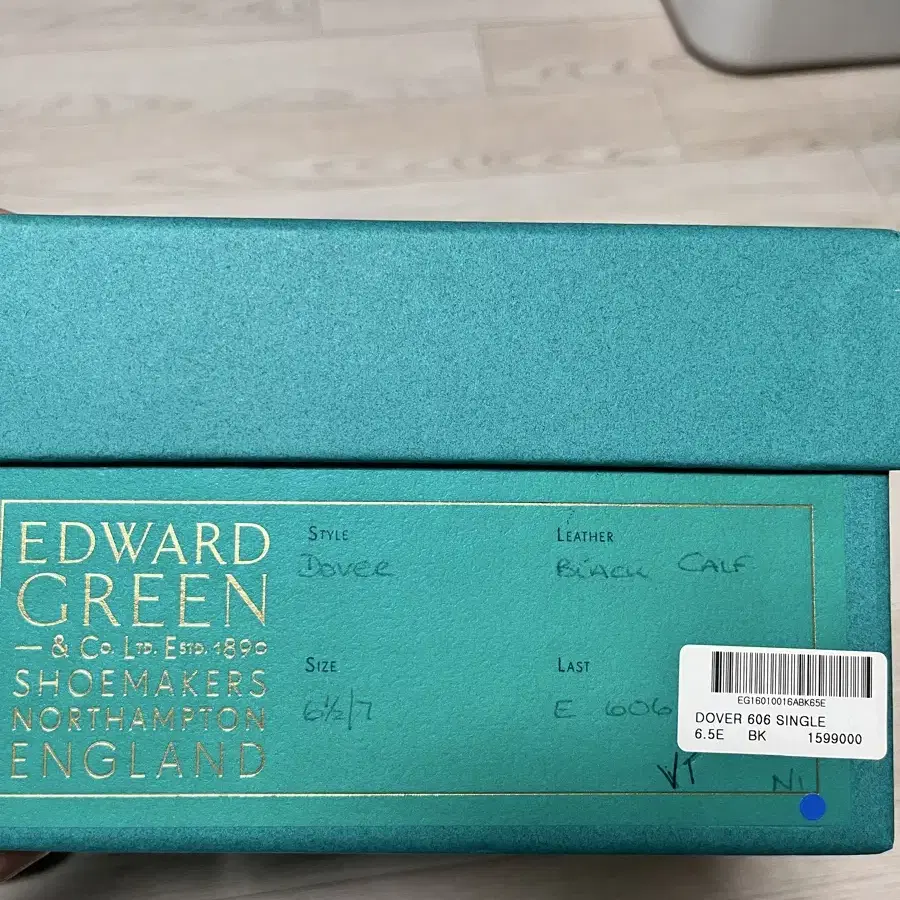 EDWARD
GREEN
— & Co. LTD. ESTD. 1890
SHOEMAKERS
NORTHAMPTON
ENGLAND
STYLE
DOVER
LEATHER
BLACK CALF
SIZE
6½/7
LAST
E 606
EG16010016ABK65E
DOVER 606 SINGLE
6.5E BK 1599000
VT